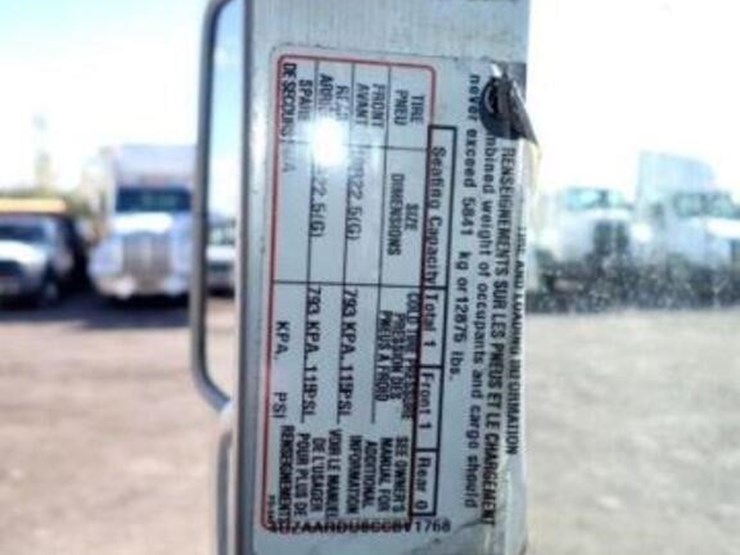 TIRE AND LOADING INFORMATION
RENSEIGNEMENTS SUR LES PNEUS ET LE CHARGEMENT
combined weight of occupants and cargo should
never exceed 5841 kg or 12875 lbs.
Seating Capacity Total 1 Front 1 Rear 0
TIRE PNEU
SIZE DIMENSIONS
COLD TIRE PRESSURE
PRESSION DES
PNEUS A FROID
SEE OWNER'S
MANUAL FOR
ADDITIONAL
INFORMATION
VOIR LE MANUEL
DE L'USAGER
POUR PLUS DE
RENSEIGNEMENTS
FRONT AVANT
R22.5(G) 793 KPA, 115PSI,
REAR
22.5(G) 793 KPA, 115PSI,
SPARE
DE SECOURS N/A KPA, PSI